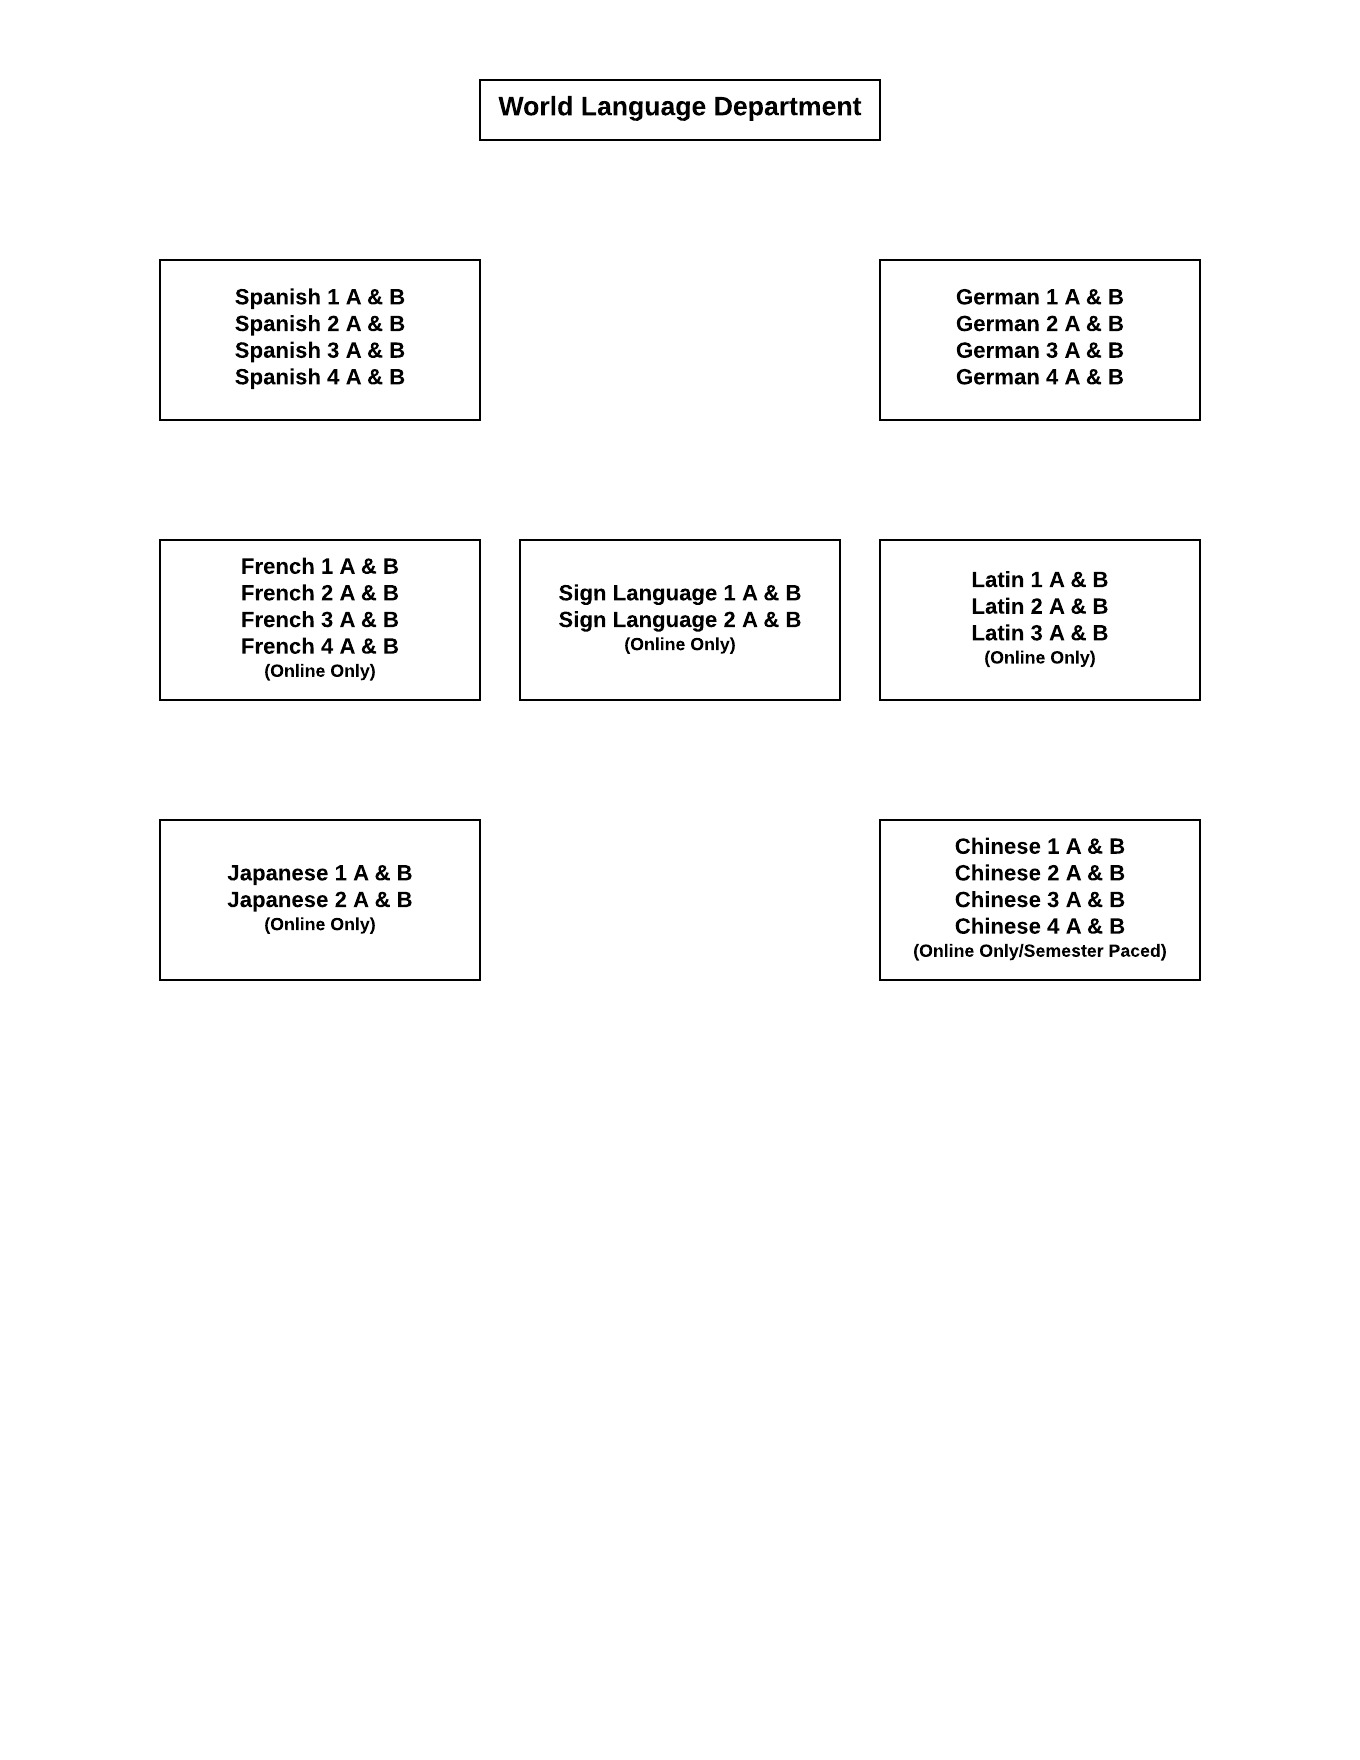 World Language Department
Spanish 1 A & B
Spanish 2 A & B
Spanish 3 A & B
Spanish 4 A & B
German 1 A & B
German 2 A & B
German 3 A & B
German 4 A & B
French 1 A & B
French 2 A & B
French 3 A & B
French 4 A & B
(Online Only)
Sign Language 1 A & B
Sign Language 2 A & B
(Online Only)
Latin 1 A & B
Latin 2 A & B
Latin 3 A & B
(Online Only)
Japanese 1 A & B
Japanese 2 A & B
(Online Only)
Chinese 1 A & B
Chinese 2 A & B
Chinese 3 A & B
Chinese 4 A & B
(Online Only/Semester Paced)